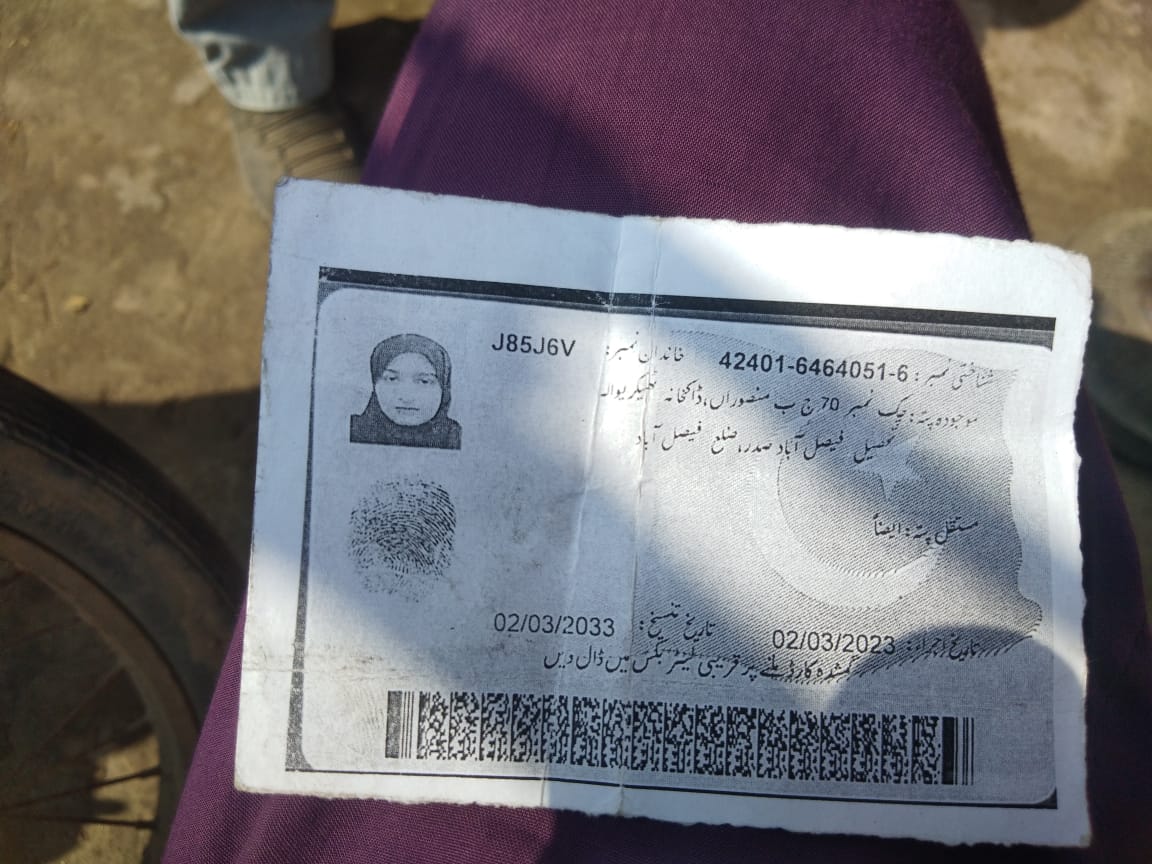 شناختی نمبر: 42401-6464051-6 خاندان نمبر: J85J6V
موجودہ پتہ: چک نمبر 70 ج ب منصوراں، ڈاکخانہ ٹھیکریوالہ
تحصیل فیصل آباد صدر، ضلع فیصل آباد
مستقل پتہ: ایضاً
تاریخ اجراء: 02/03/2023 تاریخ تنسیخ: 02/03/2033
گمشدہ کارڈ ملنے پر قریبی لیٹر بکس میں ڈال دیں